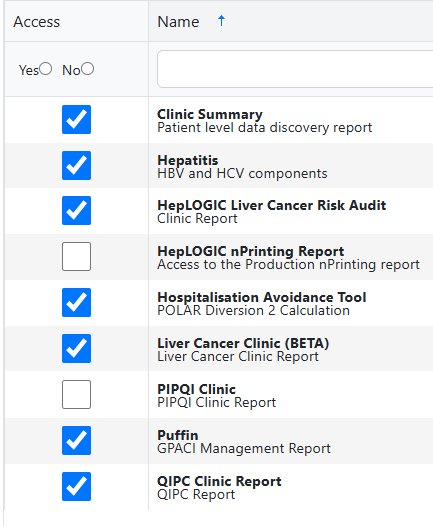 Access Name ↑
Yes No
Clinic Summary
Patient level data discovery report
Hepatitis
HBV and HCV components
HepLOGIC Liver Cancer Risk Audit
Clinic Report
HepLOGIC nPrinting Report
Access to the Production nPrinting report
Hospitalisation Avoidance Tool
POLAR Diversion 2 Calculation
Liver Cancer Clinic (BETA)
Liver Cancer Clinic Report
PIPQI Clinic
PIPQI Clinic Report
Puffin
GPACI Management Report
QIPC Clinic Report
QIPC Report